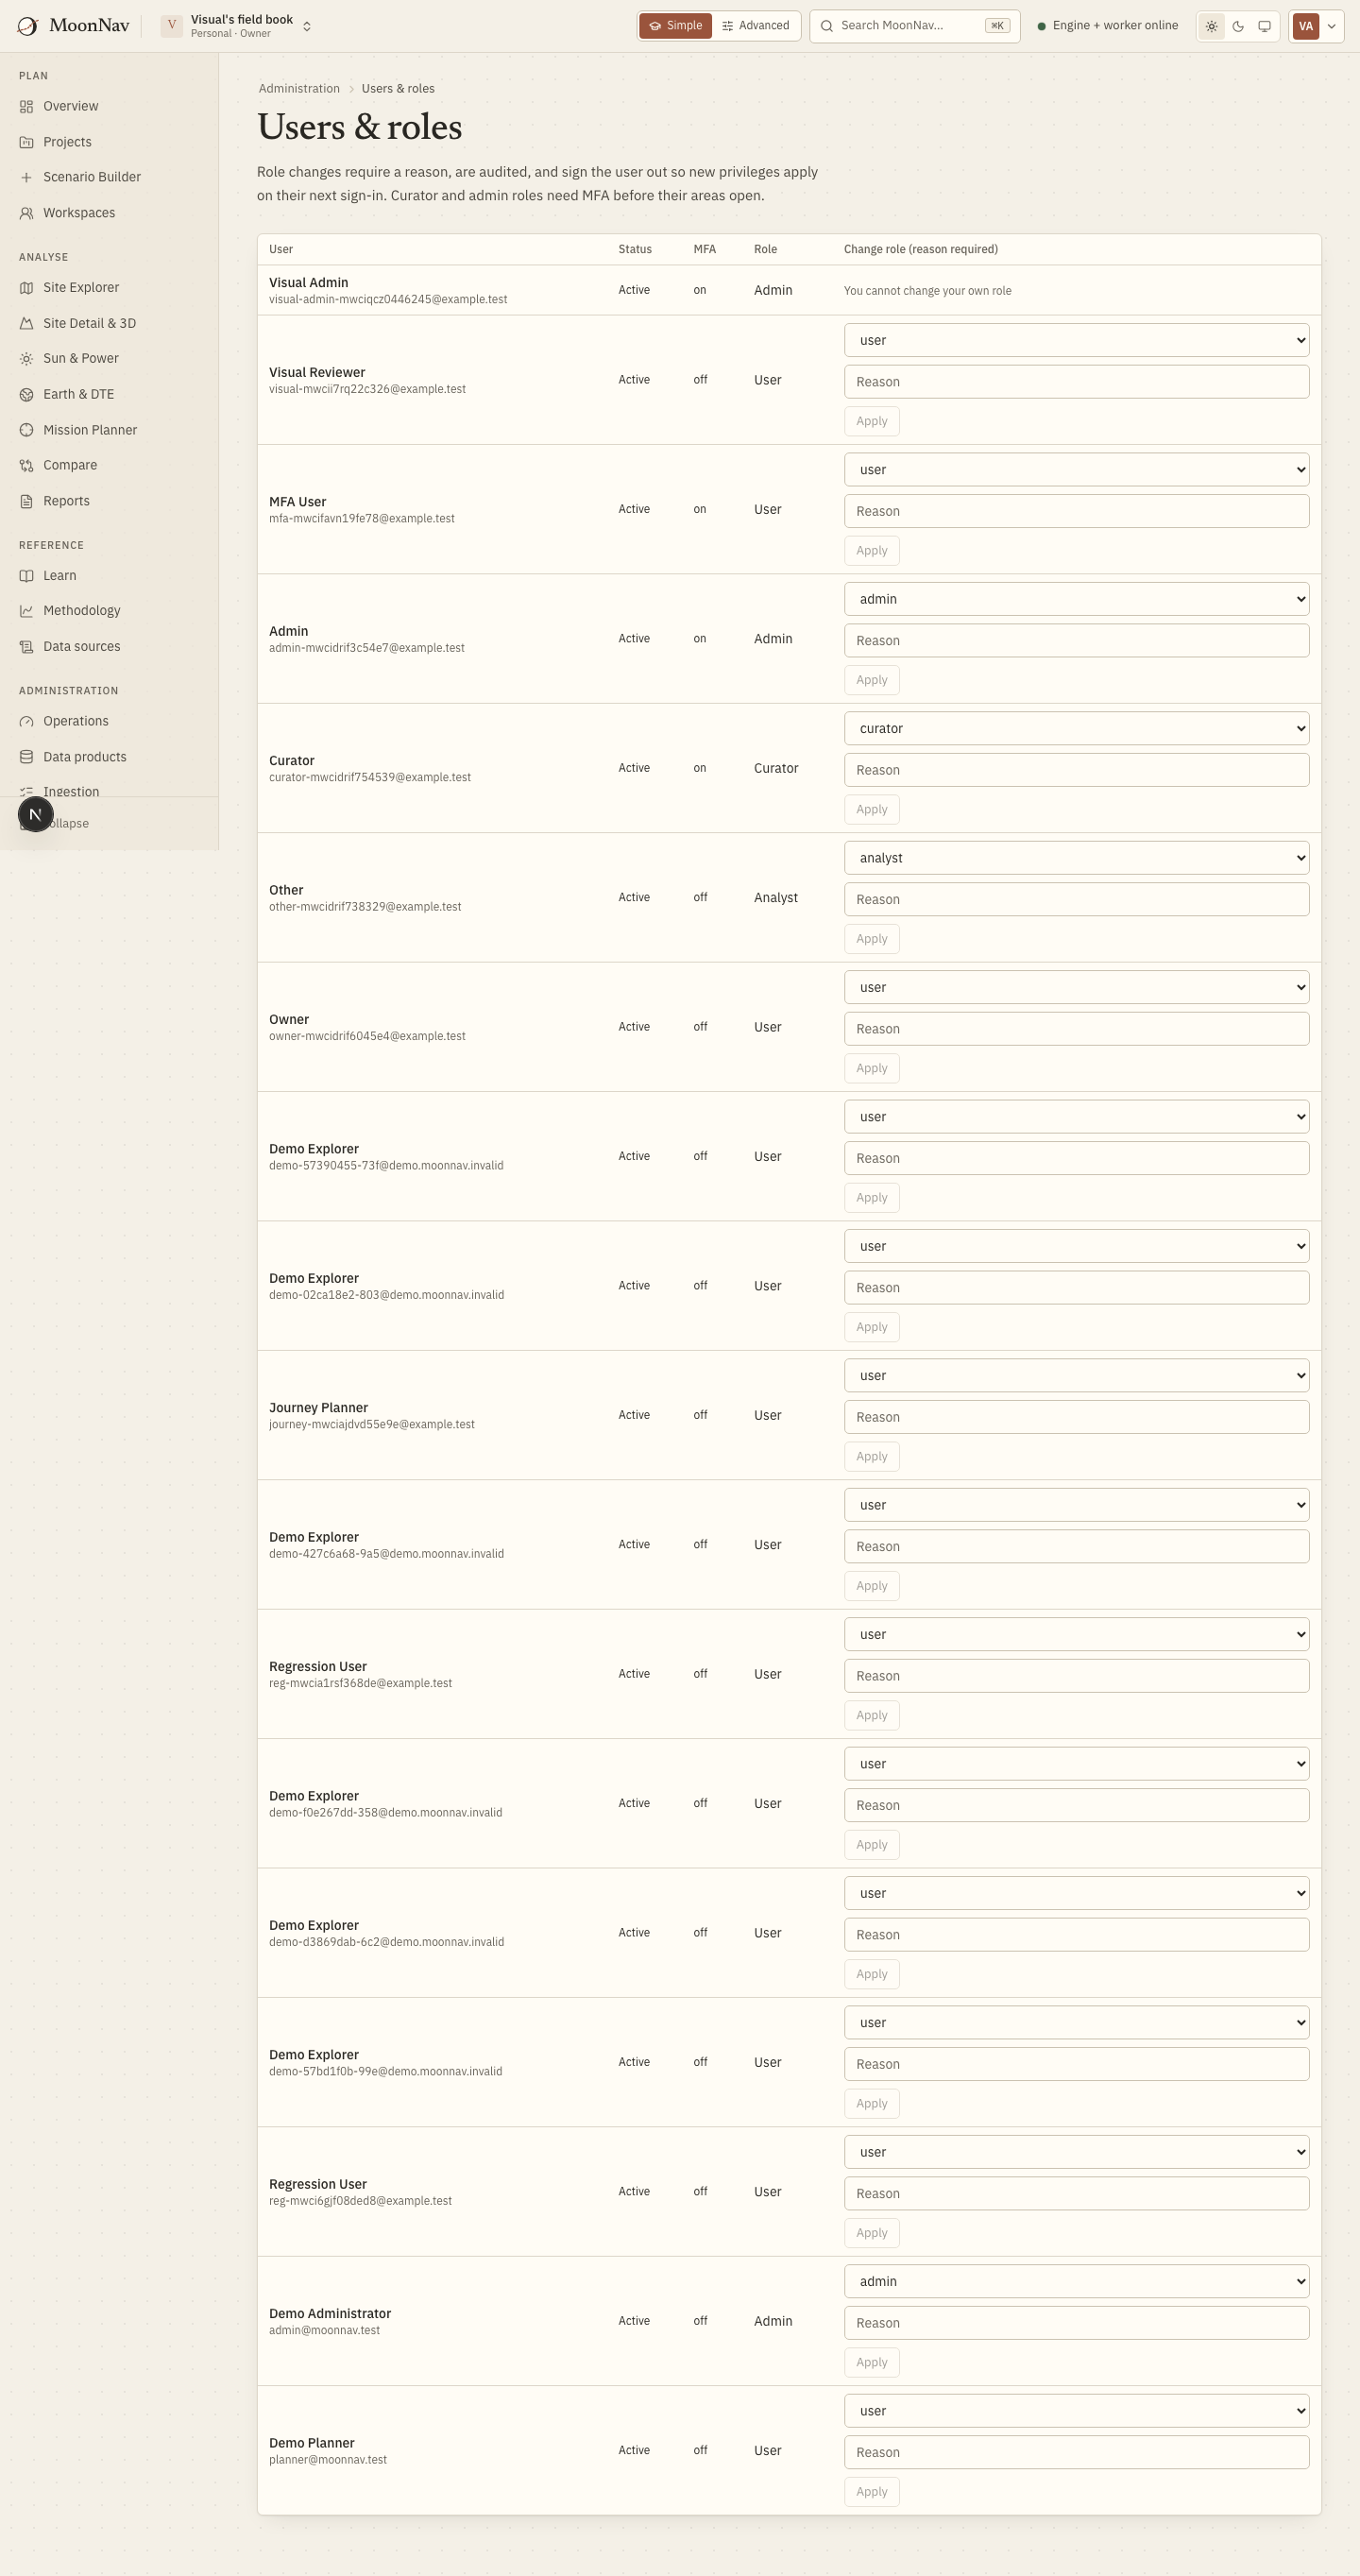 MoonNav
V
Visual's field book
Personal · Owner
Simple
Advanced
Search MoonNav...
⌘K
Engine + worker online
VA
PLAN
Overview
Projects
Scenario Builder
Workspaces
ANALYSE
Site Explorer
Site Detail & 3D
Sun & Power
Earth & DTE
Mission Planner
Compare
Reports
REFERENCE
Learn
Methodology
Data sources
ADMINISTRATION
Operations
Data products
Ingestion
N
ollapse
Administration > Users & roles
Users & roles
Role changes require a reason, are audited, and sign the user out so new privileges apply
on their next sign-in. Curator and admin roles need MFA before their areas open.
User Status MFA Role Change role (reason required)
Visual Admin
visual-admin-mwciqcz0446245@example.test
Active on Admin You cannot change your own role
Visual Reviewer
visual-mwcii7rq22c326@example.test
Active off User
user
Reason
Apply
MFA User
mfa-mwcifavn19fe78@example.test
Active on User
user
Reason
Apply
Admin
admin-mwcidrif3c54e7@example.test
Active on Admin
admin
Reason
Apply
Curator
curator-mwcidrif754539@example.test
Active on Curator
curator
Reason
Apply
Other
other-mwcidrif738329@example.test
Active off Analyst
analyst
Reason
Apply
Owner
owner-mwcidrif6045e4@example.test
Active off User
user
Reason
Apply
Demo Explorer
demo-57390455-73f@demo.moonnav.invalid
Active off User
user
Reason
Apply
Demo Explorer
demo-02ca18e2-803@demo.moonnav.invalid
Active off User
user
Reason
Apply
Journey Planner
journey-mwciajdvd55e9e@example.test
Active off User
user
Reason
Apply
Demo Explorer
demo-427c6a68-9a5@demo.moonnav.invalid
Active off User
user
Reason
Apply
Regression User
reg-mwcia1rsf368de@example.test
Active off User
user
Reason
Apply
Demo Explorer
demo-f0e267dd-358@demo.moonnav.invalid
Active off User
user
Reason
Apply
Demo Explorer
demo-d3869dab-6c2@demo.moonnav.invalid
Active off User
user
Reason
Apply
Demo Explorer
demo-57bd1f0b-99e@demo.moonnav.invalid
Active off User
user
Reason
Apply
Regression User
reg-mwci6gjf08ded8@example.test
Active off User
user
Reason
Apply
Demo Administrator
admin@moonnav.test
Active off Admin
admin
Reason
Apply
Demo Planner
planner@moonnav.test
Active off User
user
Reason
Apply